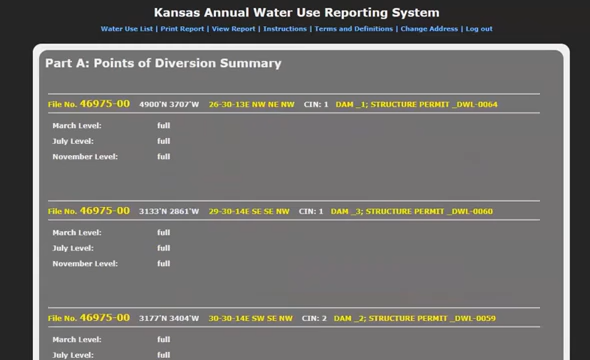 Kansas Annual Water Use Reporting System
Water Use List | Print Report | View Report | Instructions | Terms and Definitions | Change Address | Log out
Part A: Points of Diversion Summary
File No. 46975-00 4900'N 3707'W 26-30-13E NW NE NW CIN: 1 DAM _1; STRUCTURE PERMIT _DWL-0064
March Level: full
July Level: full
November Level: full
File No. 46975-00 3133'N 2861'W 29-30-14E SE SE NW CIN: 1 DAM _3; STRUCTURE PERMIT _DWL-0060
March Level: full
July Level: full
November Level: full
File No. 46975-00 3177'N 3404'W 30-30-14E SW SE NW CIN: 2 DAM _2; STRUCTURE PERMIT _DWL-0059
March Level: full
July Level: full